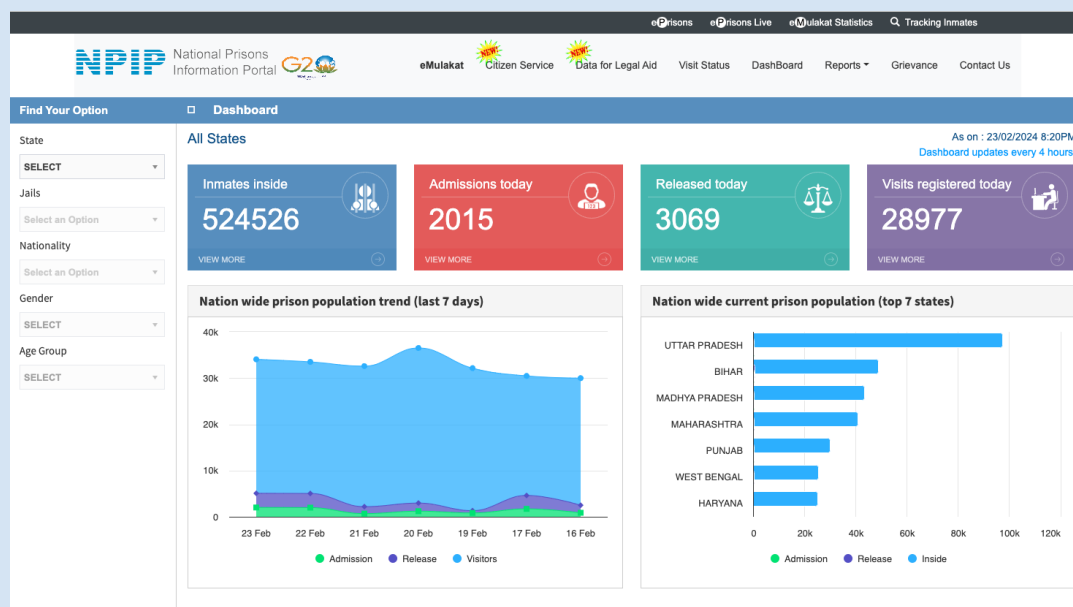 ePrisons ePrisons Live eMulakat Statistics Tracking Inmates
NPIP National Prisons Information Portal G20
eMulakat NEW! Citizen Service NEW! Data for Legal Aid Visit Status DashBoard Reports Grievance Contact Us
Find Your Option
Dashboard
State
SELECT
Jails
Select an Option
Nationality
Select an Option
Gender
SELECT
Age Group
SELECT
All States
As on : 23/02/2024 8:20PM
Dashboard updates every 4 hours
Inmates inside
524526
VIEW MORE
Admissions today
2015
VIEW MORE
Released today
3069
VIEW MORE
Visits registered today
28977
VIEW MORE
Nation wide prison population trend (last 7 days)
40k
30k
20k
10k
0
23 Feb 22 Feb 21 Feb 20 Feb 19 Feb 17 Feb 16 Feb
Admission Release Visitors
Nation wide current prison population (top 7 states)
UTTAR PRADESH
BIHAR
MADHYA PRADESH
MAHARASHTRA
PUNJAB
WEST BENGAL
HARYANA
0 20k 40k 60k 80k 100k 120k
Admission Release Inside